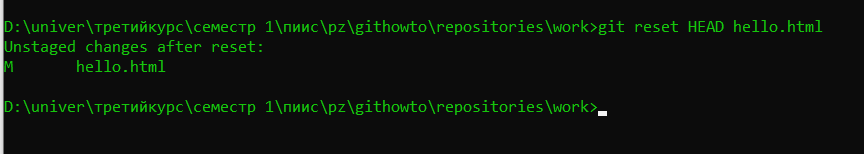 D:\univer\третийкурс\семестр 1\пиис\pz\githowto\repositories\work>git reset HEAD hello.html
Unstaged changes after reset:
M       hello.html
D:\univer\третийкурс\семестр 1\пиис\pz\githowto\repositories\work>